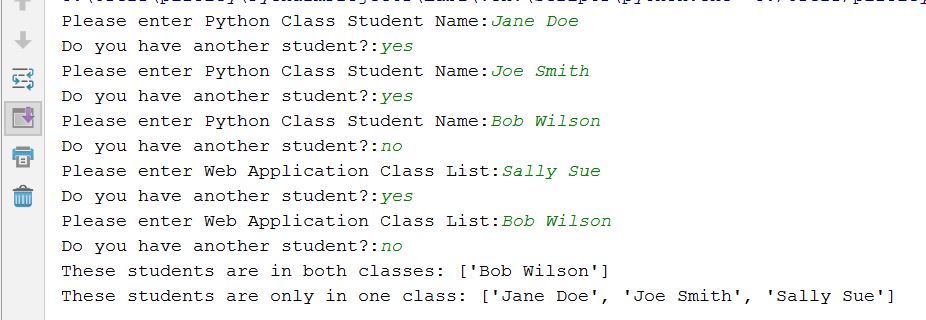 Please enter Python Class Student Name:Jane Doe
Do you have another student?:yes
Please enter Python Class Student Name:Joe Smith
Do you have another student?:yes
Please enter Python Class Student Name:Bob Wilson
Do you have another student?:no
Please enter Web Application Class List:Sally Sue
Do you have another student?:yes
Please enter Web Application Class List:Bob Wilson
Do you have another student?:no
These students are in both classes: ['Bob Wilson']
These students are only in one class: ['Jane Doe', 'Joe Smith', 'Sally Sue']